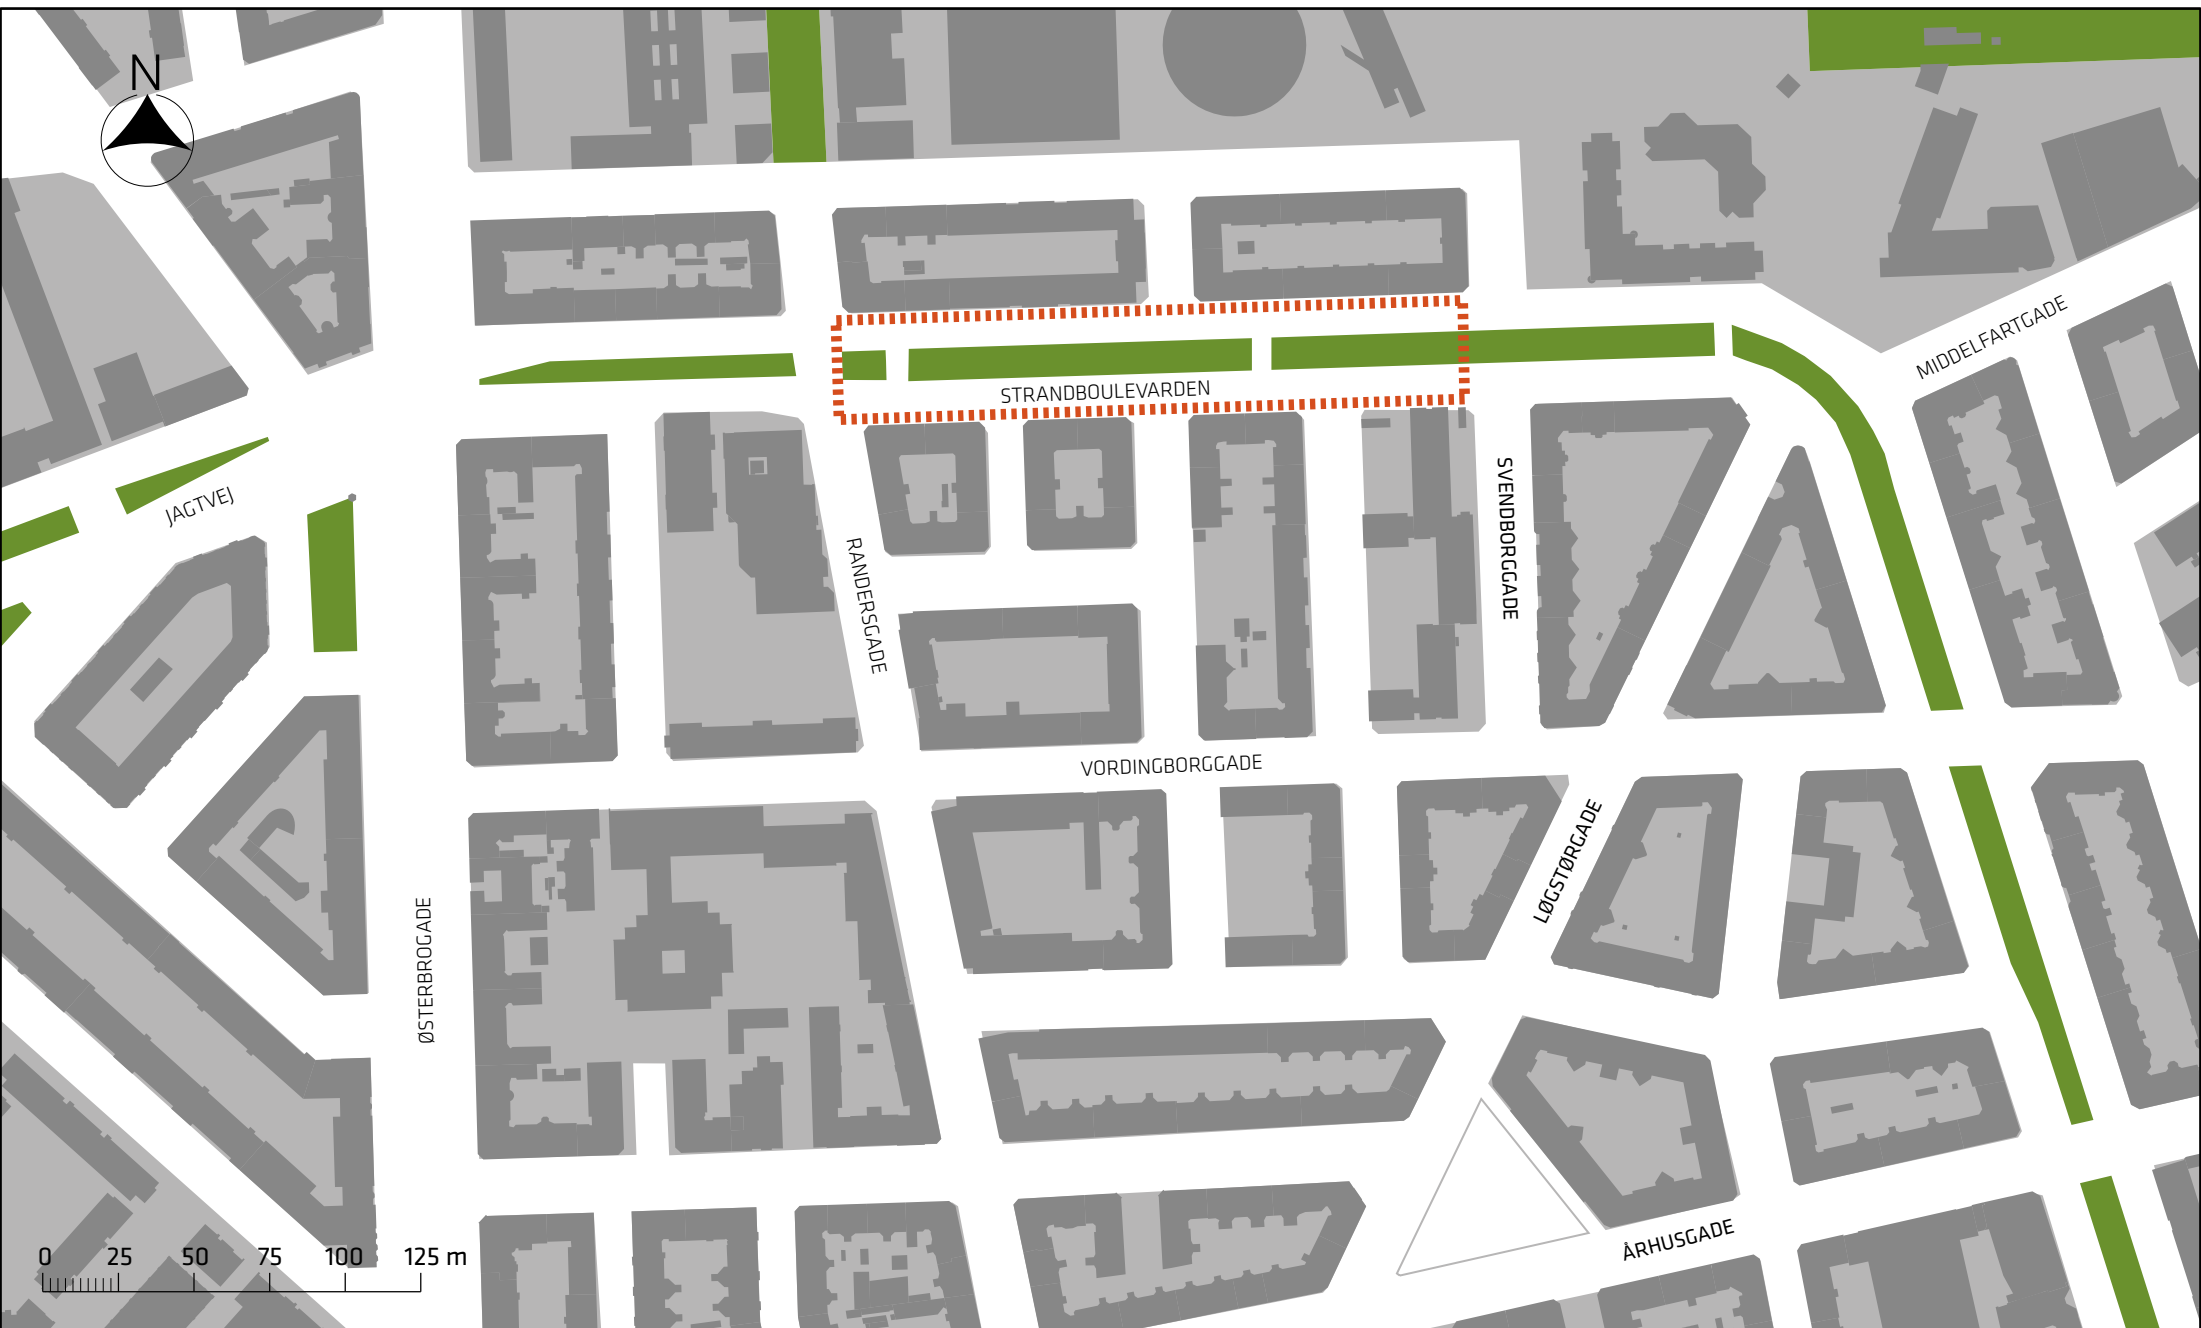 N
MIDDELFARTGADE
STRANDBOULEVARDEN
JAGTVEJ
SVENDBORGGADE
RANDERSGADE
VORDINGBORGGADE
LØGSTØRGADE
ØSTERBROGADE
ÅRHUSGADE
0 25 50 75 100 125 m